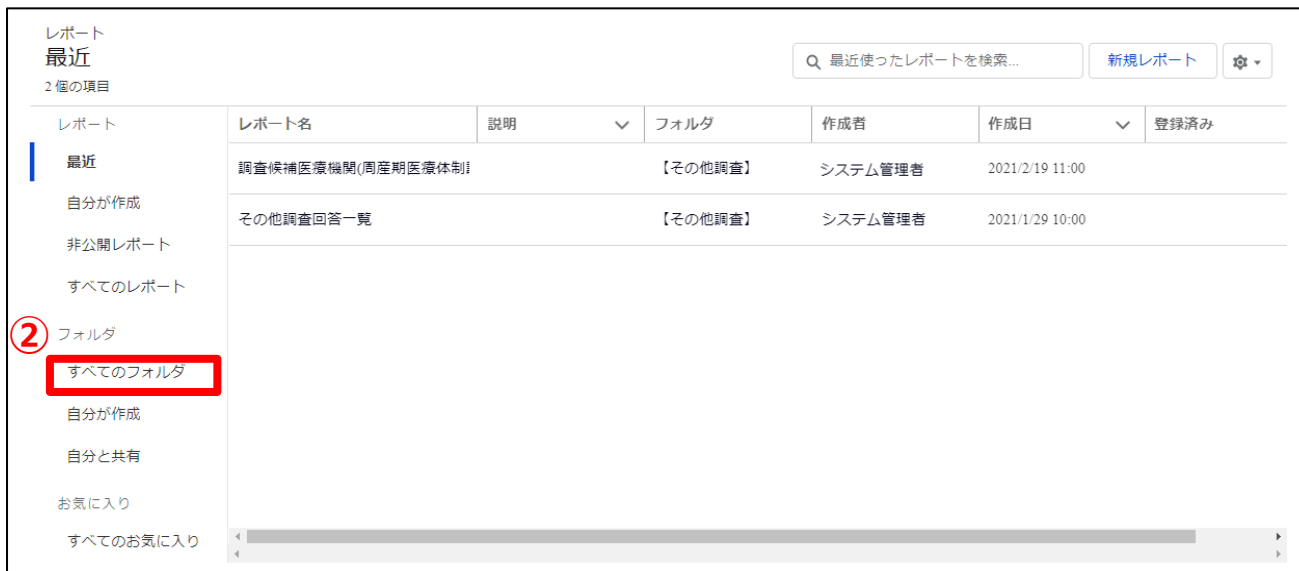 レポート
最近
2 個の項目
最近使ったレポートを検索...
新規レポート
レポート
最近
自分が作成
非公開レポート
すべてのレポート
②
フォルダ
すべてのフォルダ
自分が作成
自分と共有
お気に入り
すべてのお気に入り
レポート名 説明 フォルダ 作成者 作成日 登録済み
調査候補医療機関(周産期医療体制 【その他調査】 システム管理者 2021/2/19 11:00
その他調査回答一覧 【その他調査】 システム管理者 2021/1/29 10:00